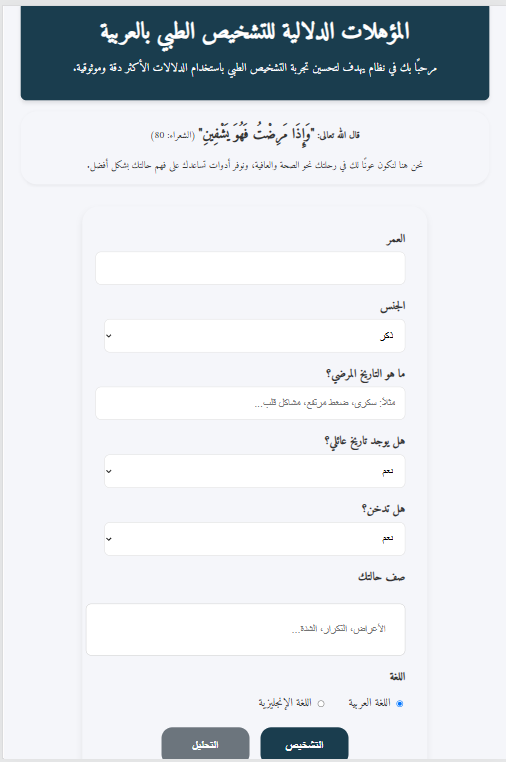 المؤهلات الدلالية للتشخيص الطبي بالعربية
مرحبًا بك في نظام يهدف لتحسين تجربة التشخيص الطبي باستخدام الدلالات الأكثر دقة وموثوقية.
قال الله تعالى: "وَإِذَا مَرِضْتُ فَهُوَ يَشْفِينِ" (الشعراء: 80)
نحن هنا لنكون عونًا لك في رحلتك نحو الصحة والعافية، ونوفر أدوات تساعدك على فهم حالتك بشكل أفضل.
العمر
الجنس
ذكر
ما هو التاريخ المرضي؟
مثلاً: سكرى، ضغط مرتفع، مشاكل قلب...
هل يوجد تاريخ عائلي؟
نعم
هل تدخن؟
نعم
صف حالتك
الأعراض، التكرار، الشدة...
اللغة
اللغة العربية
اللغة الإنجليزية
التشخيص
التحليل